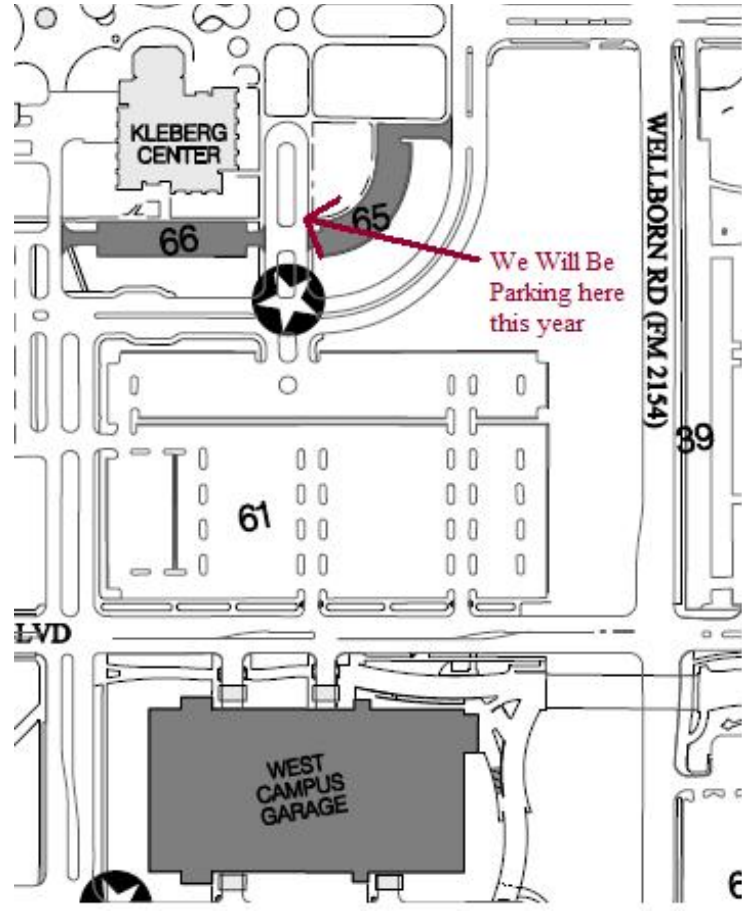 KLEBERG
CENTER
WELLBORN RD (FM 2154)
65
66
We Will Be
Parking here
this year
39
61
LVD
WEST
CAMPUS
GARAGE
6